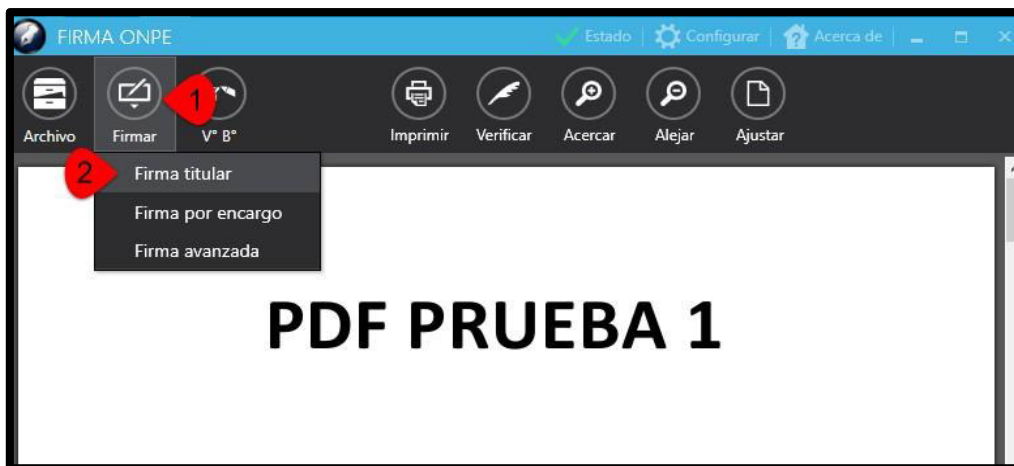 FIRMA ONPE Estado Configurar Acerca de
1
Archivo Firmar V° B° Imprimir Verificar Acercar Alejar Ajustar
2 Firma titular
Firma por encargo
Firma avanzada
PDF PRUEBA 1